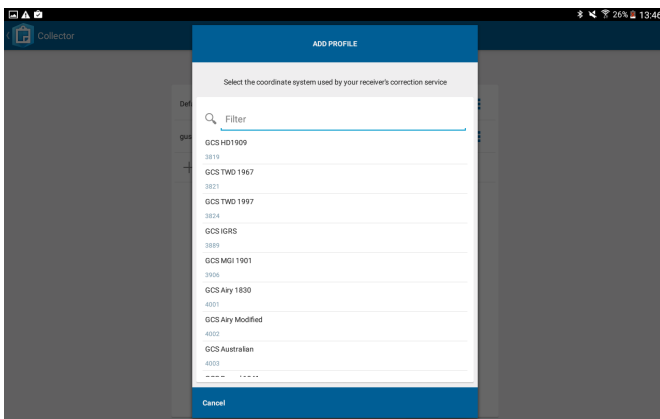 26% 13:46
Collector
ADD PROFILE
Select the coordinate system used by your receiver's correction service
Defa
gus
Filter
GCS HD1909
3819
GCS TWD 1967
3821
GCS TWD 1997
3824
GCS IGRS
3889
GCS MGI 1901
3906
GCS Airy 1830
4001
GCS Airy Modified
4002
GCS Australian
4003
Cancel